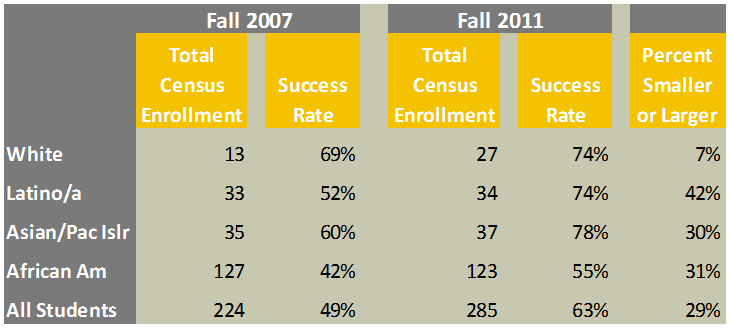 Fall 2007 Fall 2011
Total Census Enrollment Success Rate Total Census Enrollment Success Rate Percent Smaller or Larger
White 13 69% 27 74% 7%
Latino/a 33 52% 34 74% 42%
Asian/Pac Islr 35 60% 37 78% 30%
African Am 127 42% 123 55% 31%
All Students 224 49% 285 63% 29%